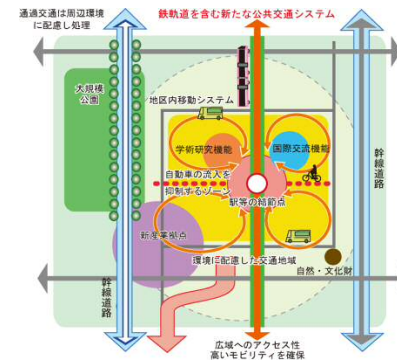 通過交通は周辺環境
に配慮し処理
鉄軌道を含む新たな公共交通システム
大規模
公園
地区内移動システム
学術研究機能
国際交流機能
自動車の流入を
抑制するゾーン
駅等の結節点
新産業拠点
環境に配慮した交通地域
自然・文化財
幹線道路
幹線道路
広域へのアクセス性
高いモビリティを確保